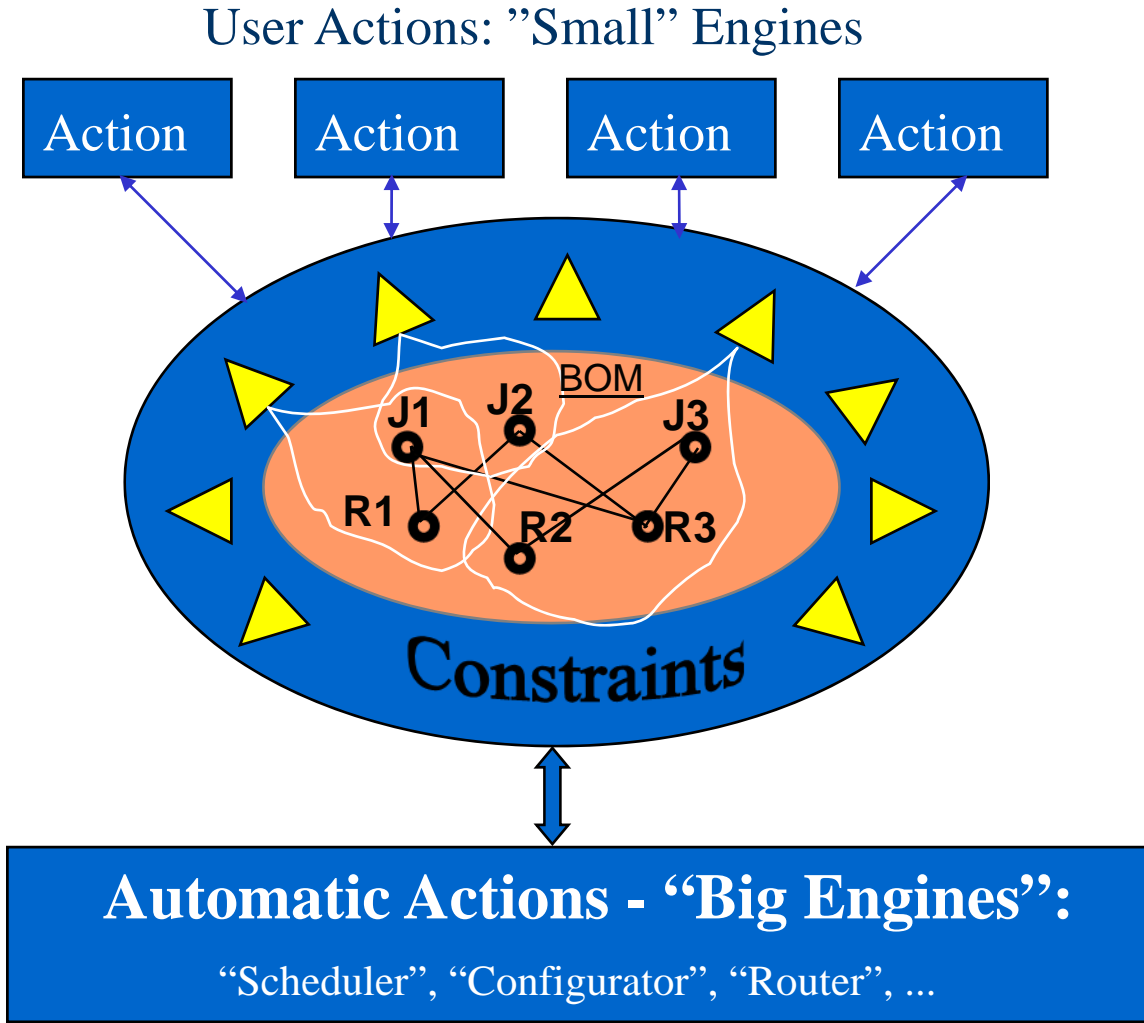 User Actions: ”Small” Engines
Action
Action
Action
Action
BOM
J1
J2
J3
R1
R2
R3
Constraints
Automatic Actions - “Big Engines”:
“Scheduler”, “Configurator”, “Router”, ...